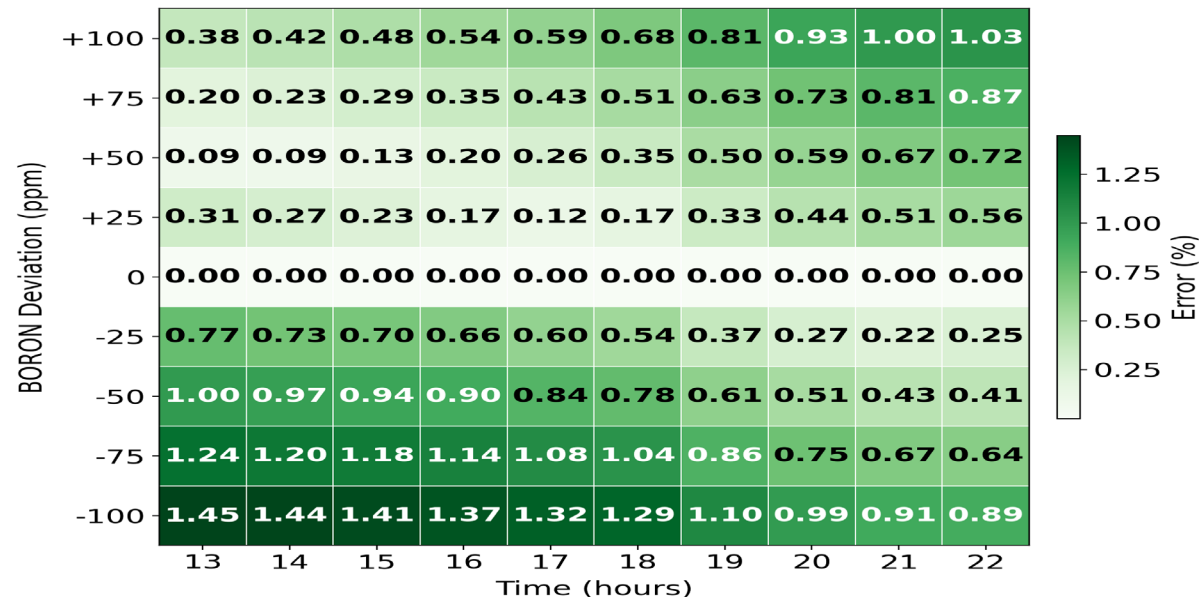 +100 0.38 0.42 0.48 0.54 0.59 0.68 0.81 0.93 1.00 1.03
+75 0.20 0.23 0.29 0.35 0.43 0.51 0.63 0.73 0.81 0.87
+50 0.09 0.09 0.13 0.20 0.26 0.35 0.50 0.59 0.67 0.72
+25 0.31 0.27 0.23 0.17 0.12 0.17 0.33 0.44 0.51 0.56
0 0.00 0.00 0.00 0.00 0.00 0.00 0.00 0.00 0.00 0.00
-25 0.77 0.73 0.70 0.66 0.60 0.54 0.37 0.27 0.22 0.25
-50 1.00 0.97 0.94 0.90 0.84 0.78 0.61 0.51 0.43 0.41
-75 1.24 1.20 1.18 1.14 1.08 1.04 0.86 0.75 0.67 0.64
-100 1.45 1.44 1.41 1.37 1.32 1.29 1.10 0.99 0.91 0.89
13 14 15 16 17 18 19 20 21 22
Time (hours)
BORON Deviation (ppm)
1.25
1.00
0.75
0.50
0.25
Error (%)